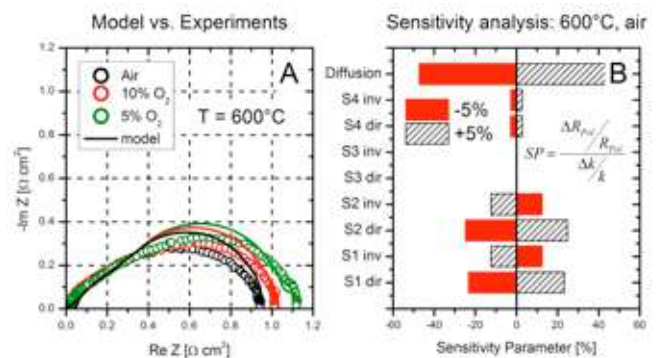 Model vs. Experiments
-Im Z [Ω cm²]
1.2
1.0
0.8
0.6
0.4
0.2
0.0
A
Air
10% O₂
5% O₂
model
T = 600°C
0.0 0.2 0.4 0.6 0.8 1.0 1.2
Re Z [Ω cm²]
Sensitivity analysis: 600°C, air
B
Diffusion
S4 inv
S4 dir
S3 inv
S3 dir
S2 inv
S2 dir
S1 inv
S1 dir
-5%
+5%
SP = ΔR_Pol/R_Pol / Δk/k
-60 -40 -20 0 20 40 60
Sensitivity Parameter [%]